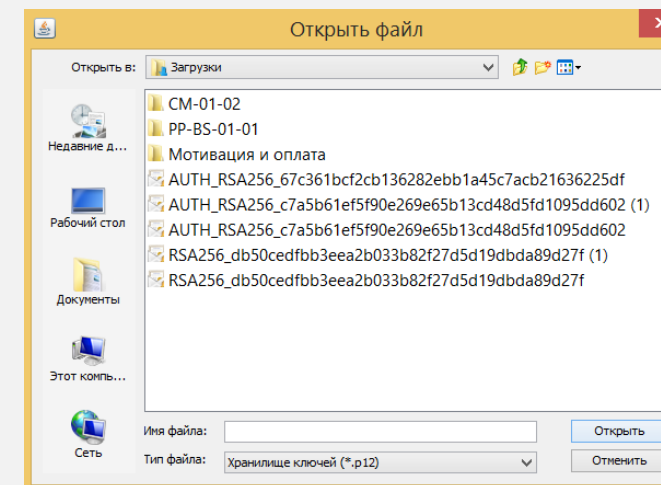 Открыть файл
Открыть в:
Загрузки
Недавние д...
Рабочий стол
Документы
Этот компь...
Сеть
CM-01-02
PP-BS-01-01
Мотивация и оплата
AUTH_RSA256_67c361bcf2cb136282ebb1a45c7acb21636225df
AUTH_RSA256_c7a5b61ef5f90e269e65b13cd48d5fd1095dd602 (1)
AUTH_RSA256_c7a5b61ef5f90e269e65b13cd48d5fd1095dd602
RSA256_db50cedfbb3eea2b033b82f27d5d19dbda89d27f (1)
RSA256_db50cedfbb3eea2b033b82f27d5d19dbda89d27f
Имя файла:
Открыть
Тип файла:
Хранилище ключей (*.p12)
Отменить